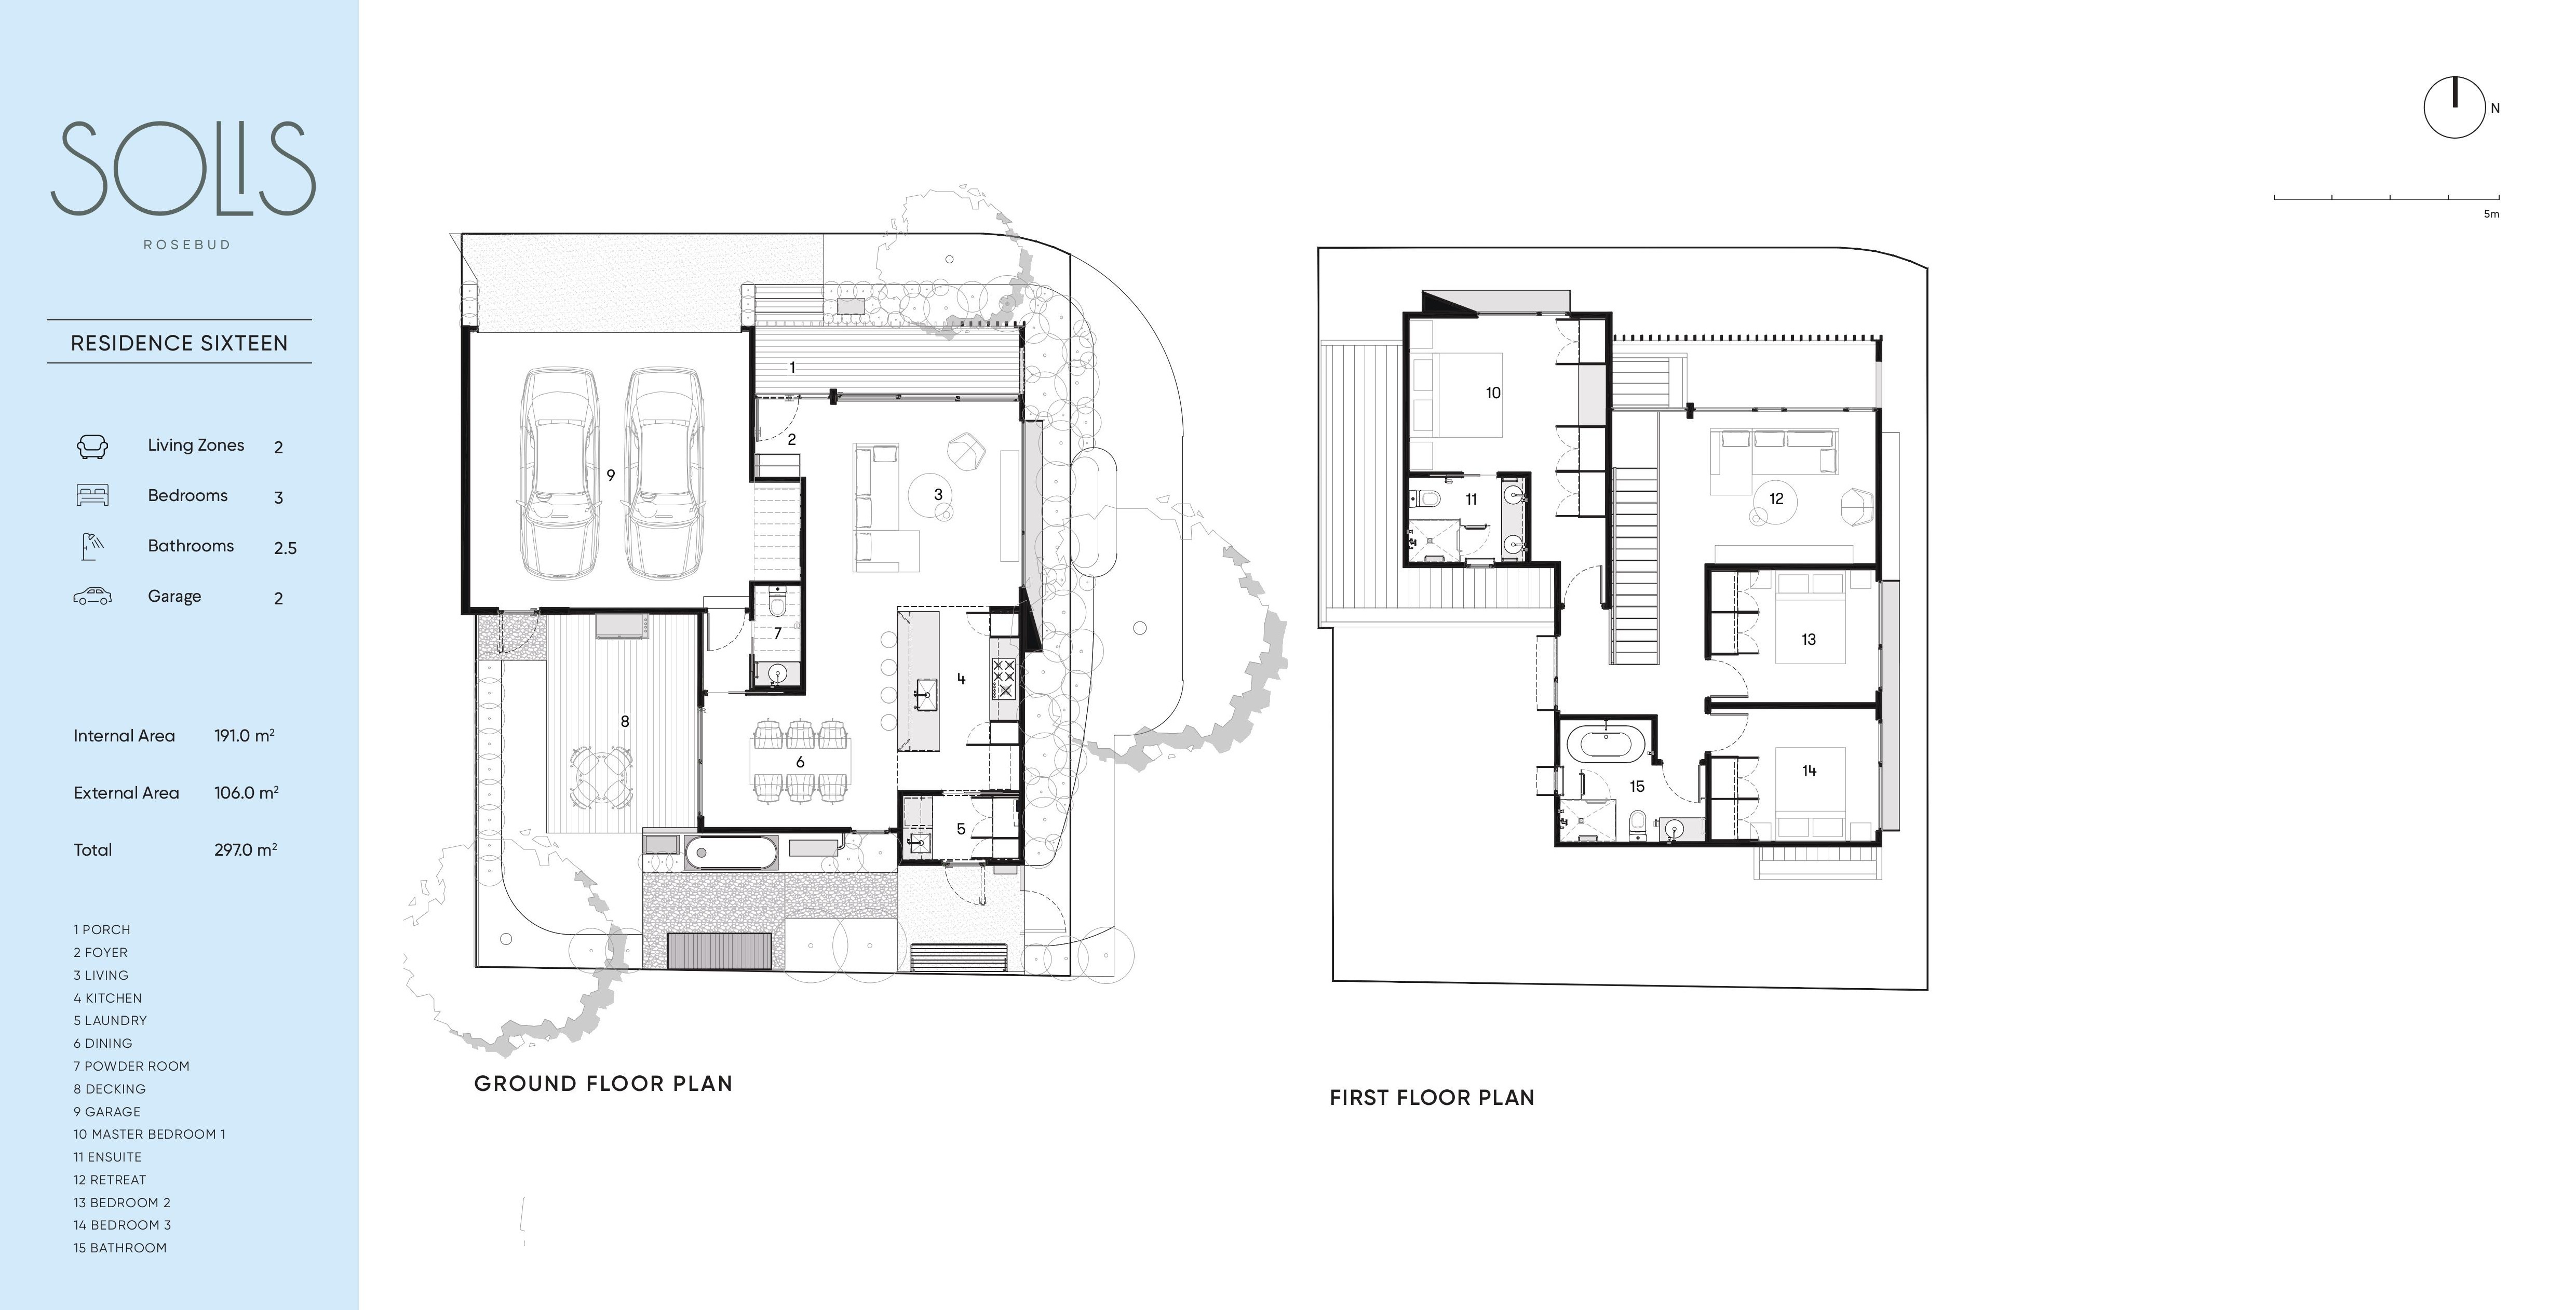 SOLIS
ROSEBUD
RESIDENCE SIXTEEN
Living Zones 2
Bedrooms 3
Bathrooms 2.5
Garage 2
Internal Area 191.0 m²
External Area 106.0 m²
Total 297.0 m²
1 PORCH
2 FOYER
3 LIVING
4 KITCHEN
5 LAUNDRY
6 DINING
7 POWDER ROOM
8 DECKING
9 GARAGE
10 MASTER BEDROOM 1
11 ENSUITE
12 RETREAT
13 BEDROOM 2
14 BEDROOM 3
15 BATHROOM
1
2
9
3
7
4
8
6
5
GROUND FLOOR PLAN
10
11
12
13
14
15
FIRST FLOOR PLAN
N
5m